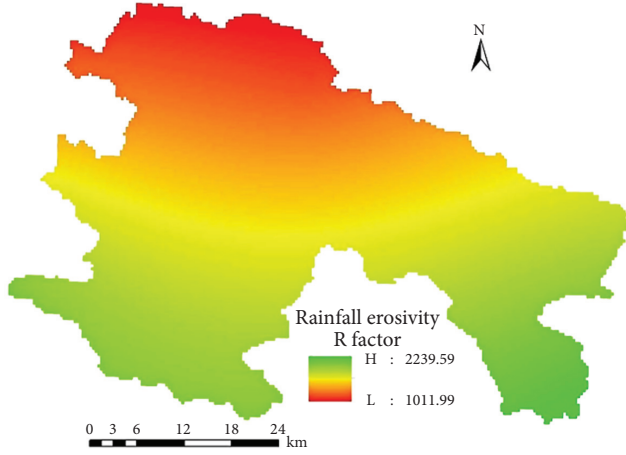 N
Rainfall erosivity
R factor
H : 2239.59
L : 1011.99
0 3 6 12 18 24
km